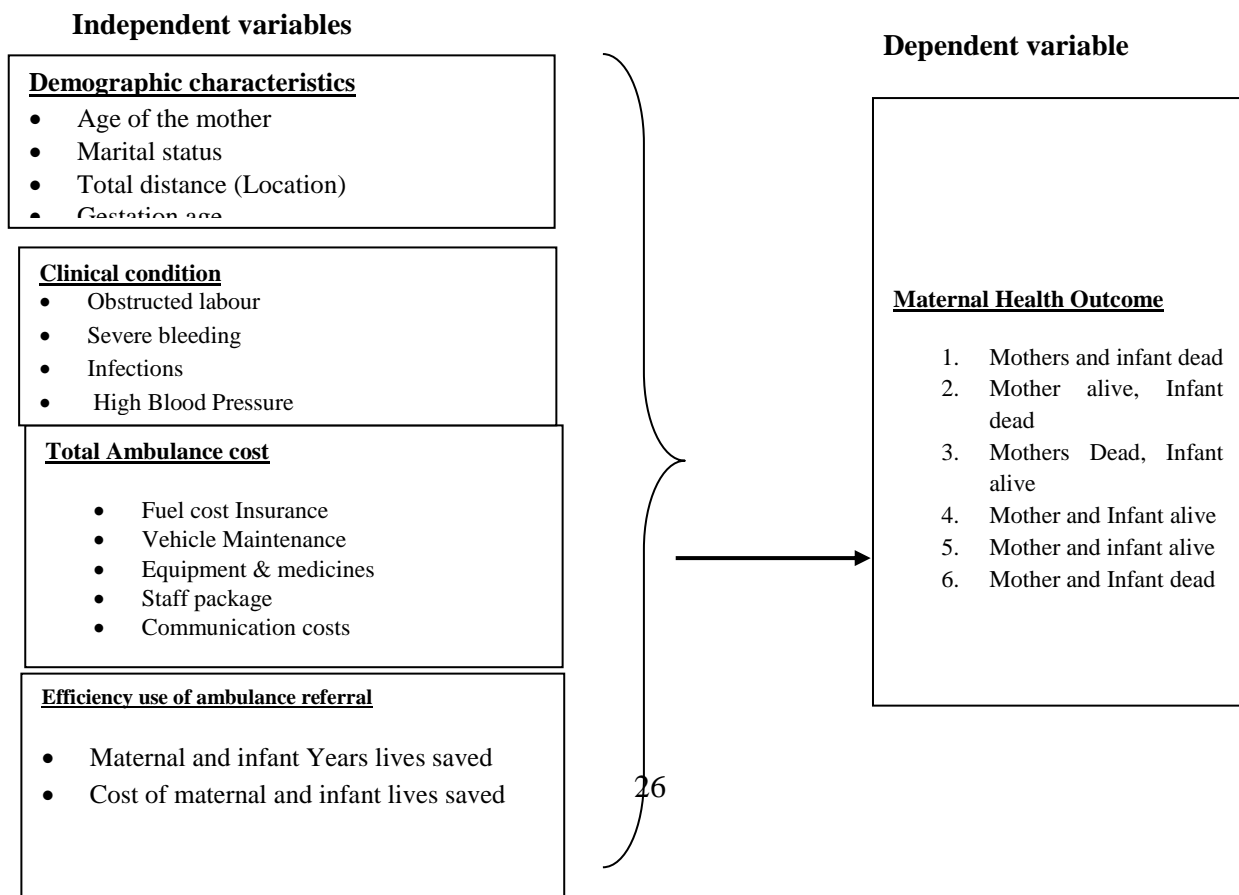 Independent variables
Demographic characteristics
• Age of the mother
• Marital status
• Total distance (Location)
• Gestation age
Clinical condition
• Obstructed labour
• Severe bleeding
• Infections
• High Blood Pressure
Total Ambulance cost
• Fuel cost Insurance
• Vehicle Maintenance
• Equipment & medicines
• Staff package
• Communication costs
Efficiency use of ambulance referral
• Maternal and infant Years lives saved
• Cost of maternal and infant lives saved
26
Dependent variable
Maternal Health Outcome
1. Mothers and infant dead
2. Mother alive, Infant
dead
3. Mothers Dead, Infant
alive
4. Mother and Infant alive
5. Mother and infant alive
6. Mother and Infant dead